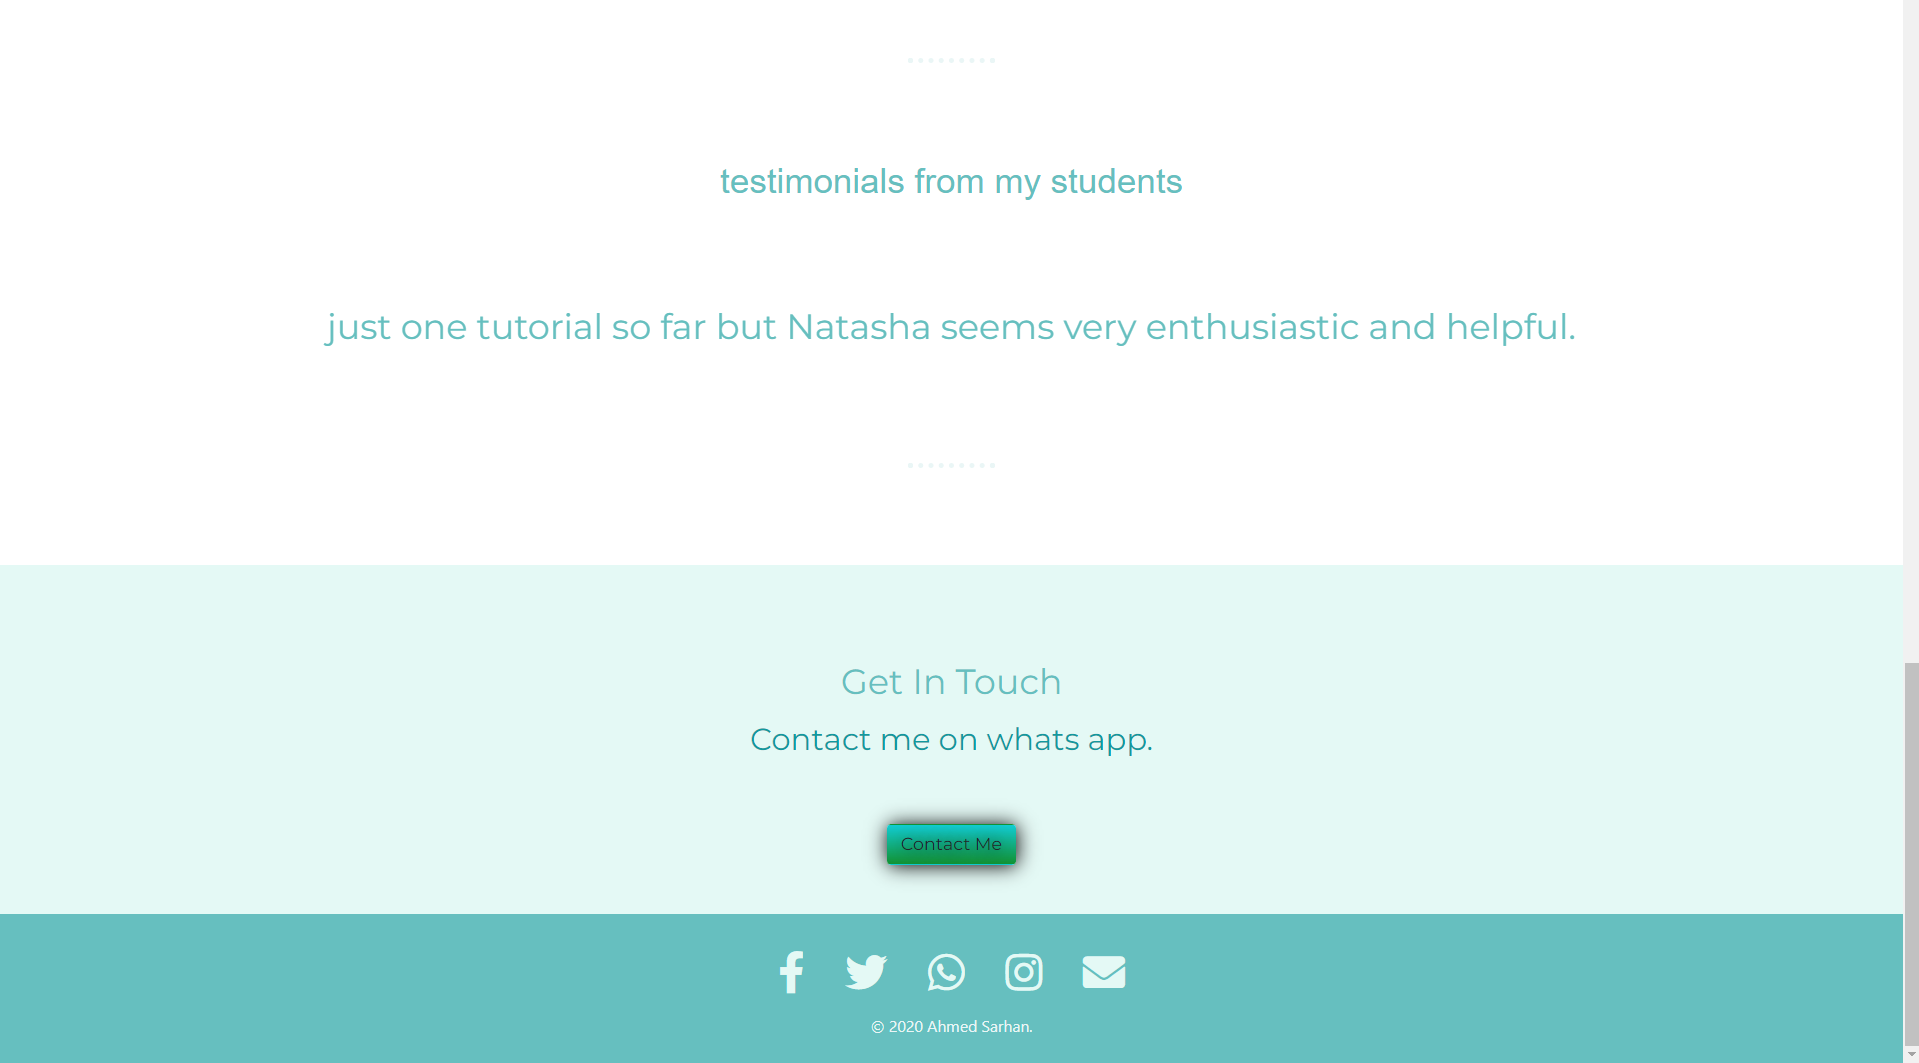 testimonials from my students
just one tutorial so far but Natasha seems very enthusiastic and helpful.
Get In Touch
Contact me on whats app.
Contact Me
© 2020 Ahmed Sarhan.